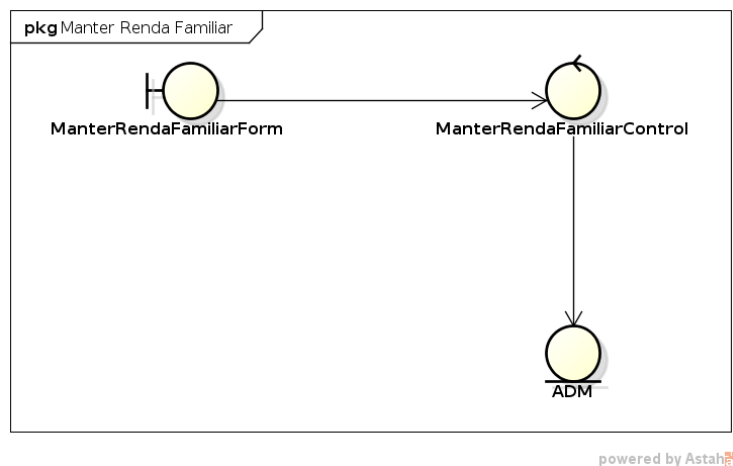 pkg Manter Renda Familiar
ManterRendaFamiliarForm
ManterRendaFamiliarControl
ADM
powered by Astah